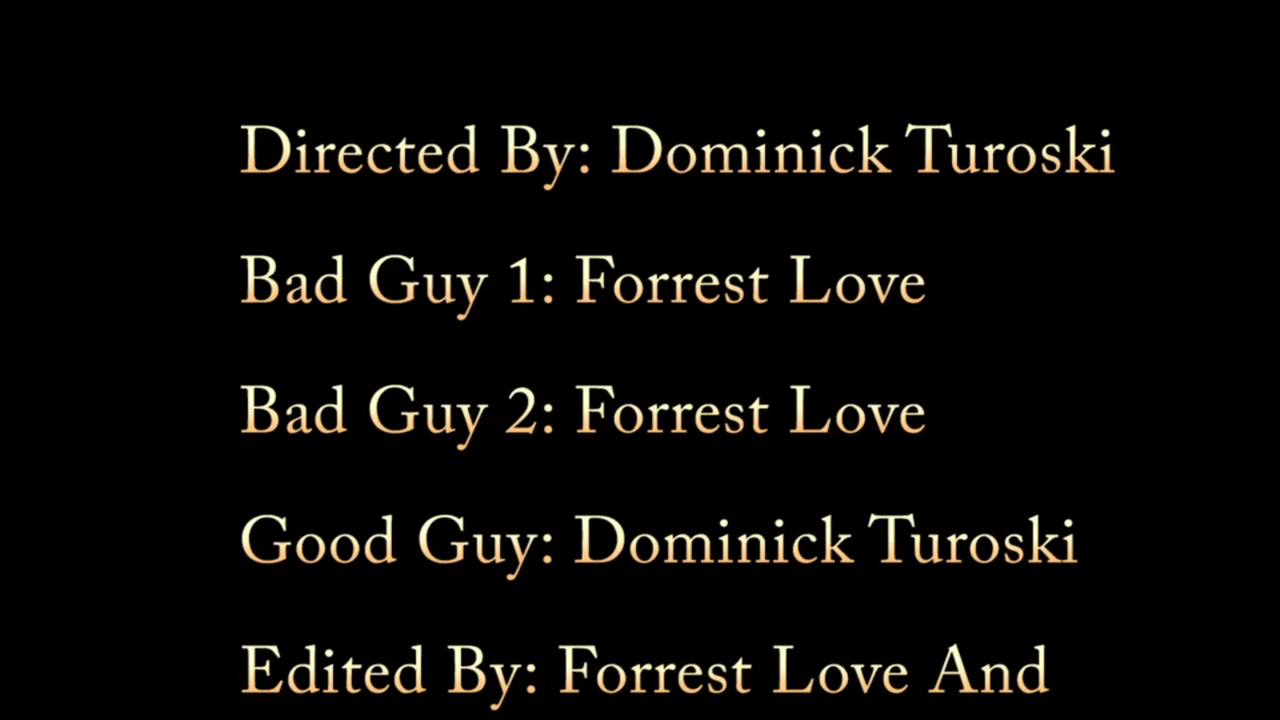 Directed By: Dominick Turoski
Bad Guy 1: Forrest Love
Bad Guy 2: Forrest Love
Good Guy: Dominick Turoski
Edited By: Forrest Love And